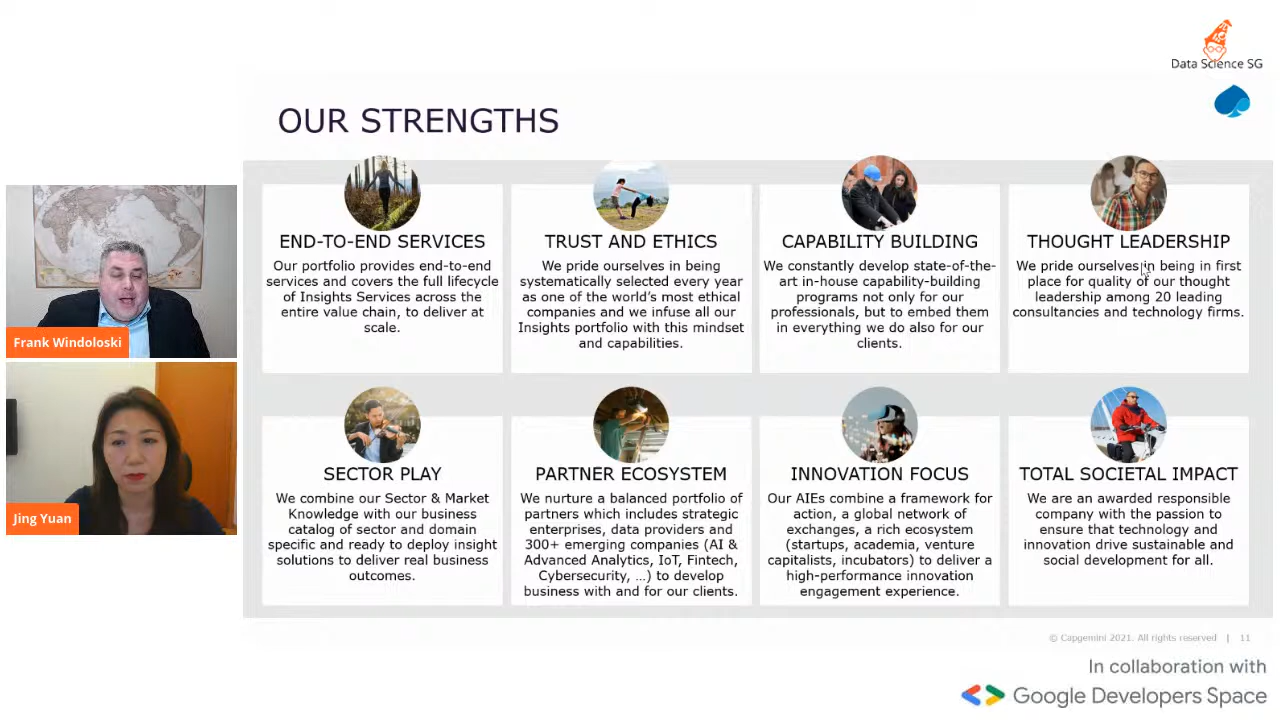 Data Science SG
OUR STRENGTHS
END-TO-END SERVICES
Our portfolio provides end-to-end
services and covers the full lifecycle
of Insights Services across the
entire value chain, to deliver at
scale.
TRUST AND ETHICS
We pride ourselves in being
systematically selected every year
as one of the world's most ethical
companies and we infuse all our
Insights portfolio with this mindset
and capabilities.
CAPABILITY BUILDING
We constantly develop state-of-the-
art in-house capability-building
programs not only for our
professionals, but to embed them
in everything we do also for our
clients.
THOUGHT LEADERSHIP
We pride ourselves in being in first
place for quality of our thought
leadership among 20 leading
consultancies and technology firms.
Frank Windoloski
Jing Yuan
SECTOR PLAY
We combine our Sector & Market
Knowledge with our business
catalog of sector and domain
specific and ready to deploy insight
solutions to deliver real business
outcomes.
PARTNER ECOSYSTEM
We nurture a balanced portfolio of
partners which includes strategic
enterprises, data providers and
300+ emerging companies (AI &
Advanced Analytics, IoT, Fintech,
Cybersecurity, …) to develop
business with and for our clients.
INNOVATION FOCUS
Our AIEs combine a framework for
action, a global network of
exchanges, a rich ecosystem
(startups, academia, venture
capitalists, incubators) to deliver a
high-performance innovation
engagement experience.
TOTAL SOCIETAL IMPACT
We are an awarded responsible
company with the passion to
ensure that technology and
innovation drive sustainable and
social development for all.
© Capgemini 2021. All rights reserved | 11
In collaboration with
Google Developers Space